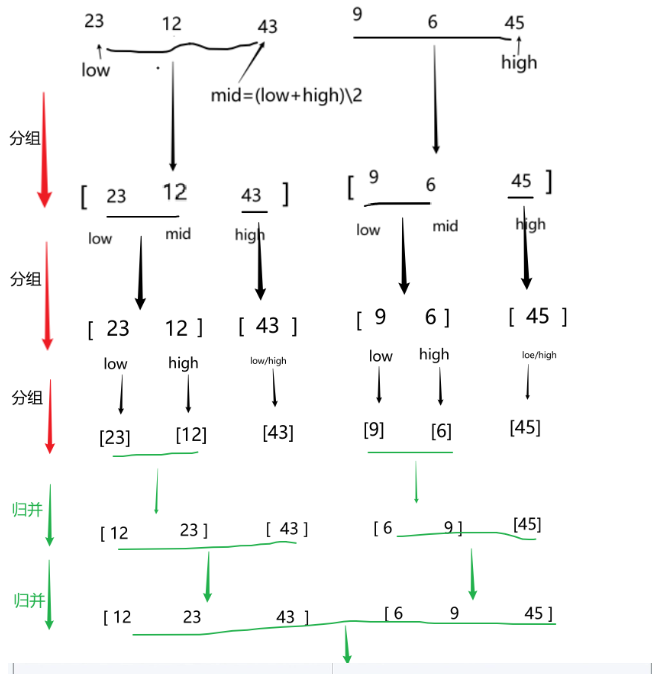 23 12 43 9 6 45
low high
mid=(low+high)\2
分组
[ 23 12 43 ] [ 9 6 45 ]
low mid high low mid high
分组
[ 23 12 ] [ 43 ] [ 9 6 ] [ 45 ]
low high low/high low high loe/high
分组
[23] [12] [43] [9] [6] [45]
归并
[ 12 23 ] [ 43 ] [ 6 9 ] [45]
归并
[ 12 23 43 ] [ 6 9 45 ]